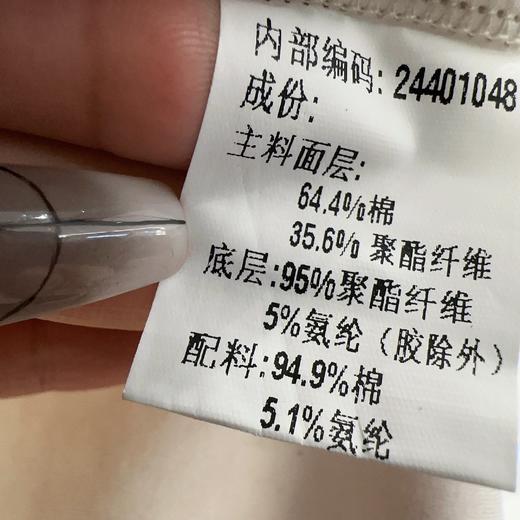 内部编码: 24401048
成份:
主料面层:
64.4%棉
35.6% 聚酯纤维
底层:95%聚酯纤维
5%氨纶（胶除外）
配料:94.9%棉
5.1%氨纶